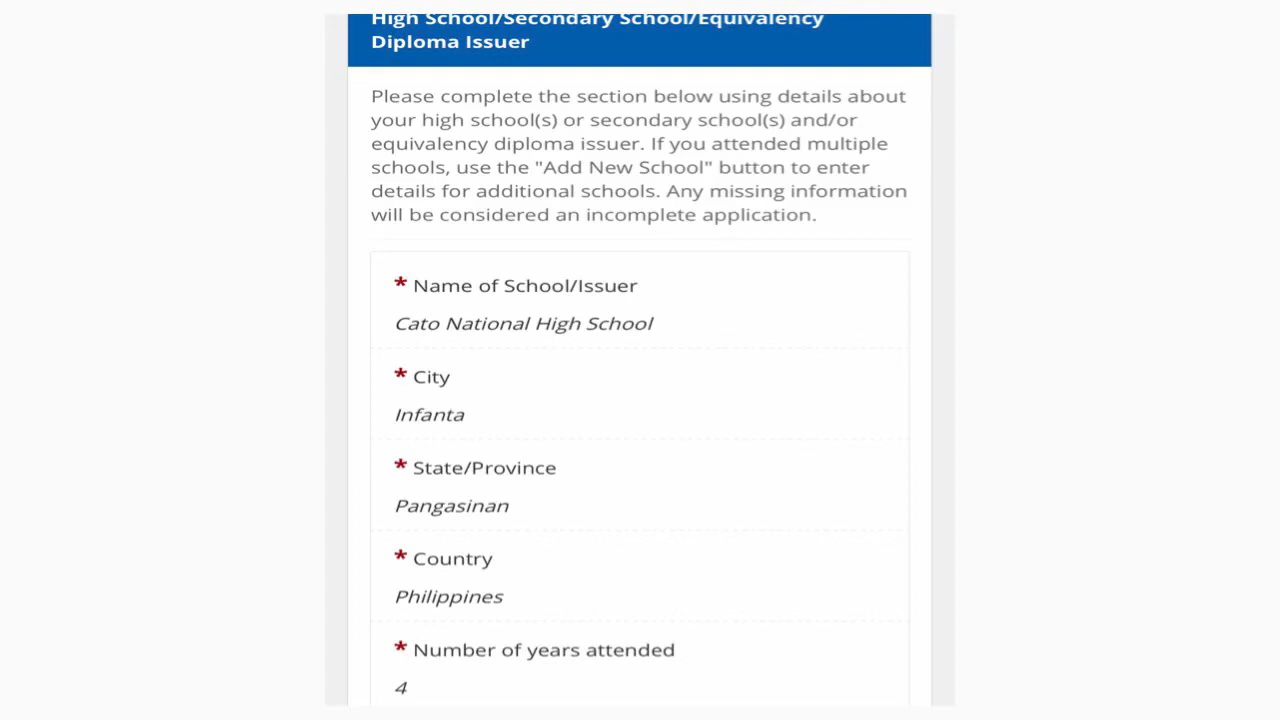 High School/Secondary School/Equivalency
Diploma Issuer
Please complete the section below using details about
your high school(s) or secondary school(s) and/or
equivalency diploma issuer. If you attended multiple
schools, use the "Add New School" button to enter
details for additional schools. Any missing information
will be considered an incomplete application.
* Name of School/Issuer
Cato National High School
* City
Infanta
* State/Province
Pangasinan
* Country
Philippines
* Number of years attended
4